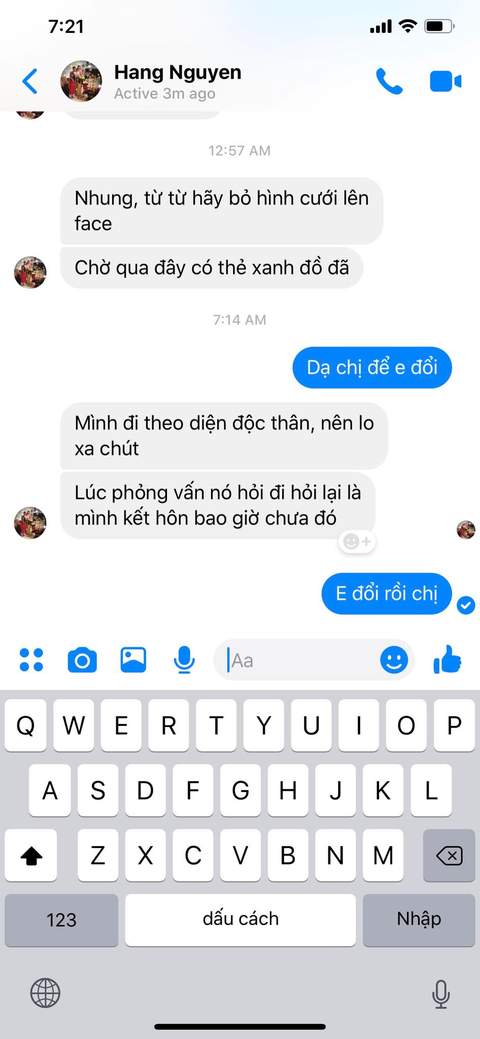 7:21
Hang Nguyen
Active 3m ago
12:57 AM
Nhung, từ từ hãy bỏ hình cưới lên
face
Chờ qua đây có thẻ xanh đồ đã
7:14 AM
Dạ chị để e đổi
Mình đi theo diện độc thân, nên lo
xa chút
Lúc phỏng vấn nó hỏi đi hỏi lại là
mình kết hôn bao giờ chưa đó
E đổi rồi chị
Aa
Q W E R T Y U I O P
A S D F G H J K L
Z X C V B N M
123 dấu cách Nhập